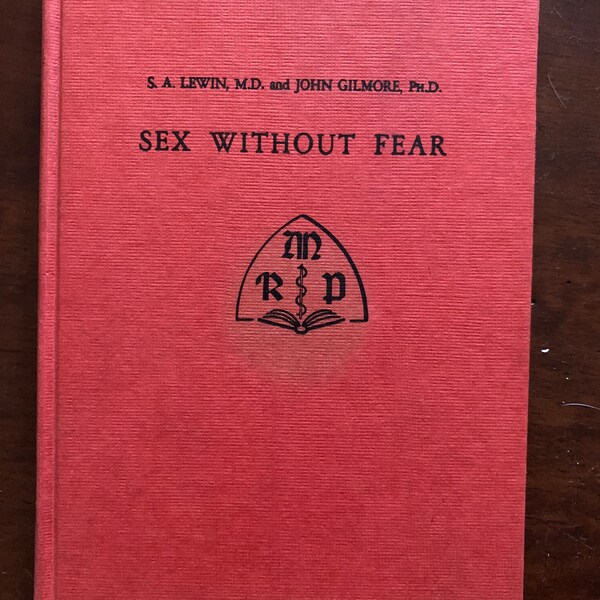 S. A. LEWIN, M.D. and JOHN GILMORE, PH.D.
SEX WITHOUT FEAR
M
R P